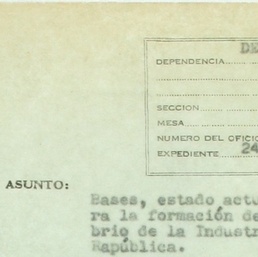 DE
DEPENDENCIA
SECCION
MESA
NUMERO DEL OFICIO
EXPEDIENTE 24
ASUNTO:
Bases, estado actu
ra la formación de
brio de la Industr
República.